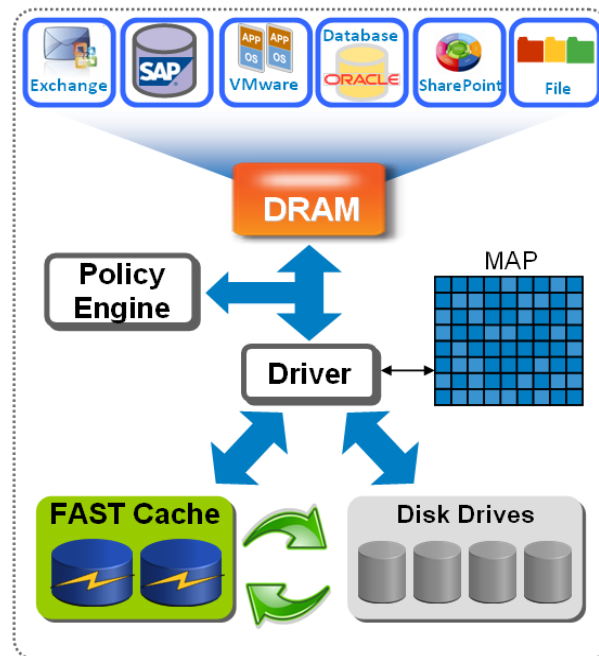 Exchange
SAP
APP APP
OS OS
VMware
Database
ORACLE
SharePoint
File
DRAM
Policy
Engine
MAP
Driver
FAST Cache
Disk Drives